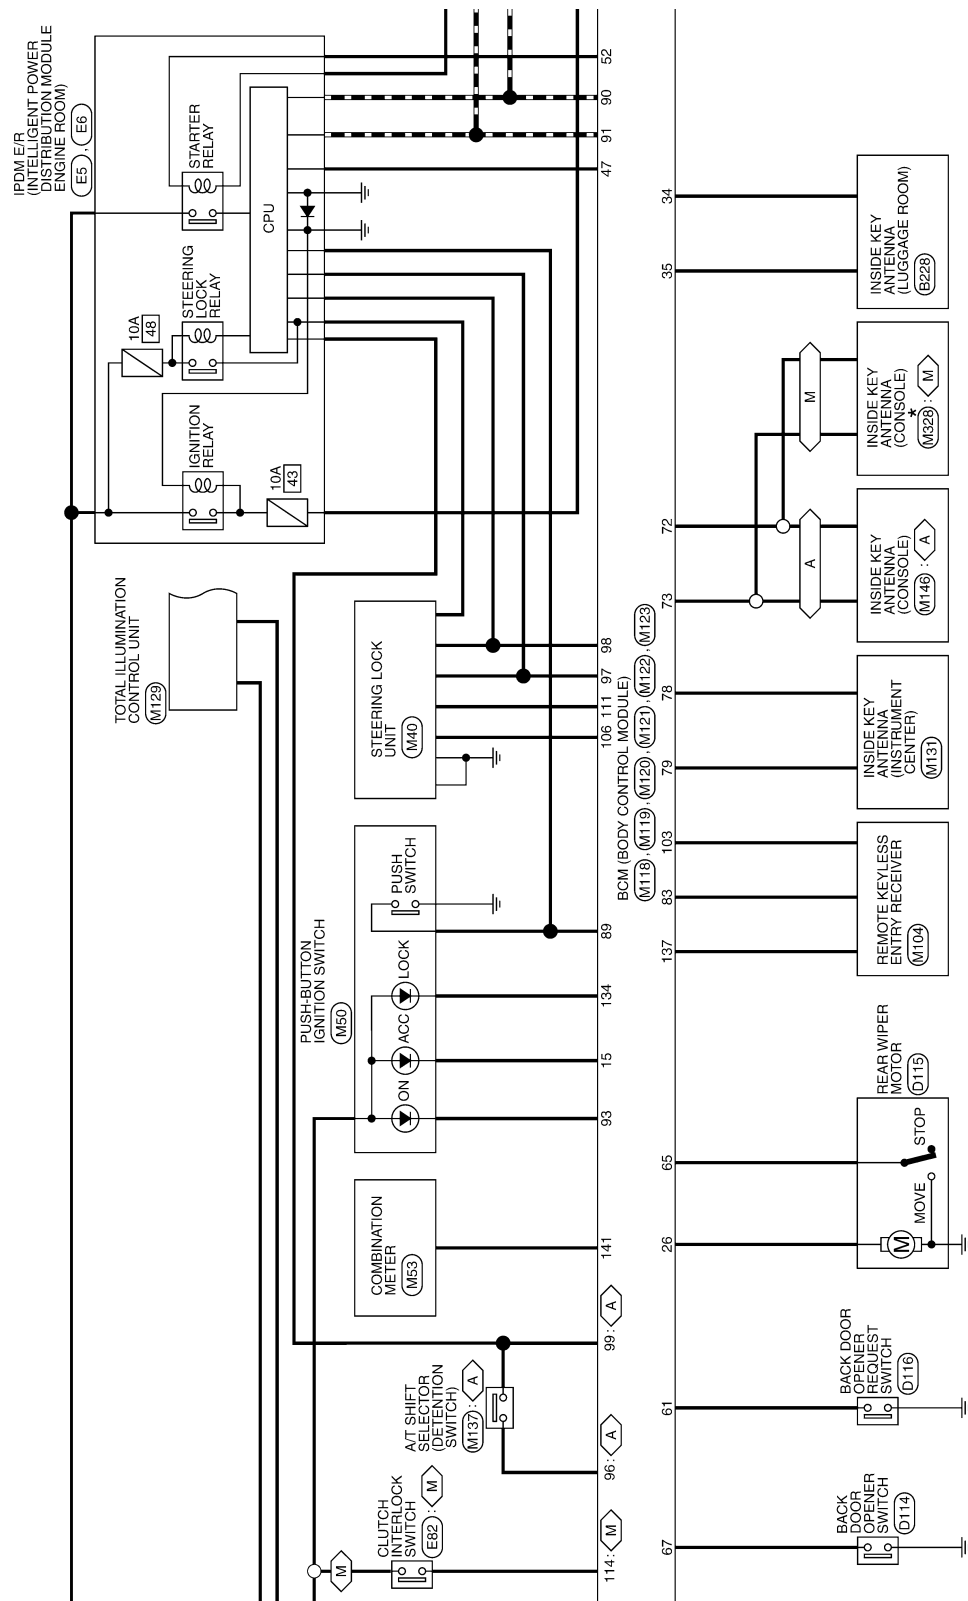 IPDM E/R
(INTELLIGENT POWER
DISTRIBUTION MODULE
ENGINE ROOM)
E5 , E6
STARTER
RELAY
CPU
STEERING
LOCK
RELAY
10A
48
IGNITION
RELAY
10A
43
TOTAL ILLUMINATION
CONTROL UNIT
M129
STEERING LOCK
UNIT
M40
PUSH-BUTTON
IGNITION SWITCH
M50
PUSH
SWITCH
LOCK
ACC
ON
COMBINATION
METER
M53
A/T SHIFT
SELECTOR
(DETENTION
SWITCH)
M137 : A
CLUTCH
INTERLOCK
SWITCH
E82 : M
M
52
90
91
47
98
97
111
106
89
134
15
93
141
99 : A
96 : A
114 : M
BCM (BODY CONTROL MODULE)
M118 , M119 , M120 , M121 , M122 , M123
34
35
72
73
78
79
103
83
137
65
26
61
67
INSIDE KEY
ANTENNA
(LUGGAGE ROOM)
B228
M
INSIDE KEY
ANTENNA
(CONSOLE)
*
M328 : M
A
INSIDE KEY
ANTENNA
(CONSOLE)
M146 : A
INSIDE KEY
ANTENNA
(INSTRUMENT
CENTER)
M131
REMOTE KEYLESS
ENTRY RECEIVER
M104
REAR WIPER
MOTOR
D115
STOP
MOVE
M
BACK DOOR
OPENER
REQUEST
SWITCH
D116
BACK
DOOR
OPENER
SWITCH
D114